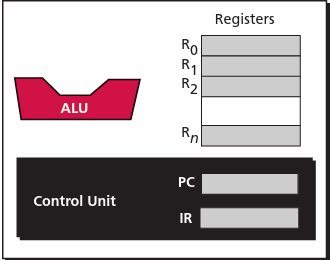 Registers
R0
R1
R2
Rn
ALU
Control Unit
PC
IR